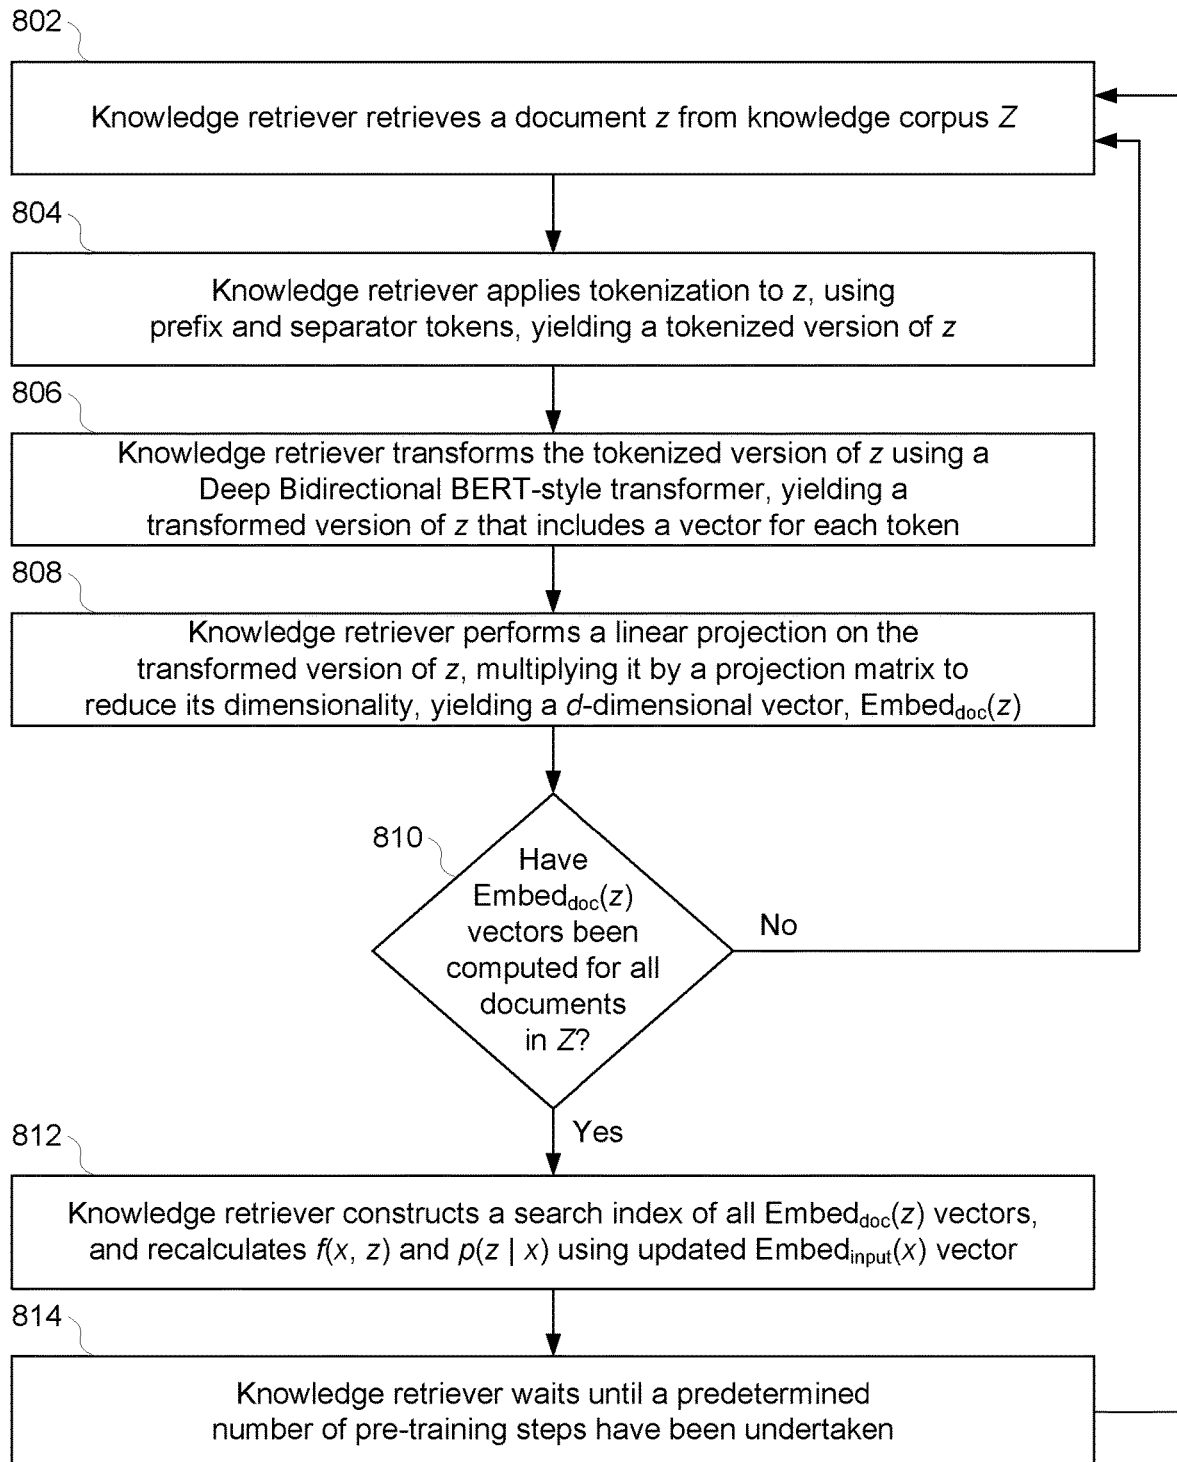 802
Knowledge retriever retrieves a document z from knowledge corpus Z
804
Knowledge retriever applies tokenization to z, using
prefix and separator tokens, yielding a tokenized version of z
806
Knowledge retriever transforms the tokenized version of z using a
Deep Bidirectional BERT-style transformer, yielding a
transformed version of z that includes a vector for each token
808
Knowledge retriever performs a linear projection on the
transformed version of z, multiplying it by a projection matrix to
reduce its dimensionality, yielding a d-dimensional vector, Embed_doc(z)
810
Have
Embed_doc(z)
vectors been
computed for all
documents
in Z?
No
Yes
812
Knowledge retriever constructs a search index of all Embed_doc(z) vectors,
and recalculates f(x, z) and p(z | x) using updated Embed_input(x) vector
814
Knowledge retriever waits until a predetermined
number of pre-training steps have been undertaken